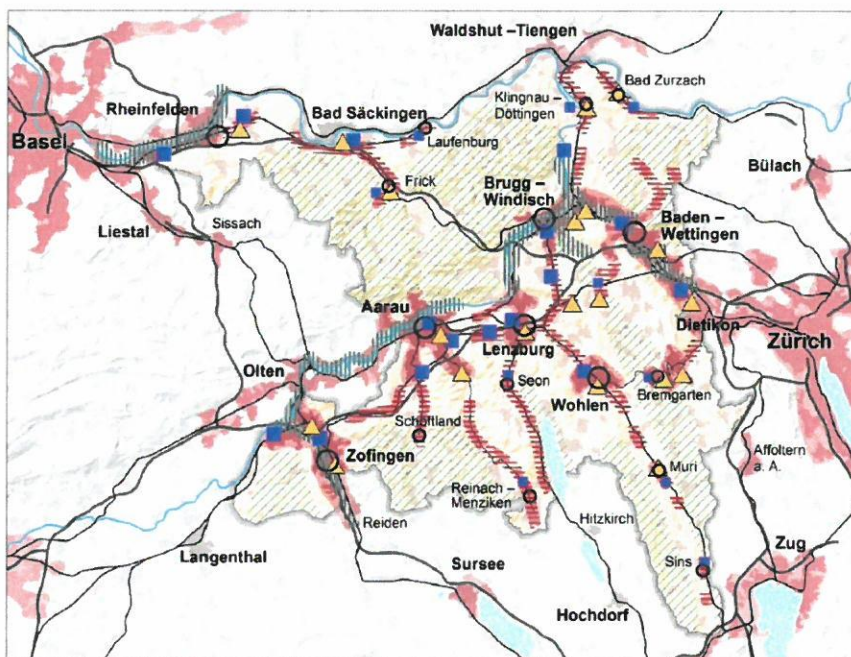 Waldshut –Tiengen
Bad Zurzach
Klingnau –
Döttingen
Rheinfelden
Bad Säckingen
Laufenburg
Basel
Bülach
Frick
Brugg –
Windisch
Baden –
Wettingen
Sissach
Liestal
Aarau
Dietikon
Zürich
Lenzburg
Olten
Seon
Wohlen
Bremgarten
Schöftland
Affoltern
a. A.
Zofingen
Muri
Reinach –
Menziken
Reiden
Hitzkirch
Langenthal
Sursee
Zug
Sins
Hochdorf